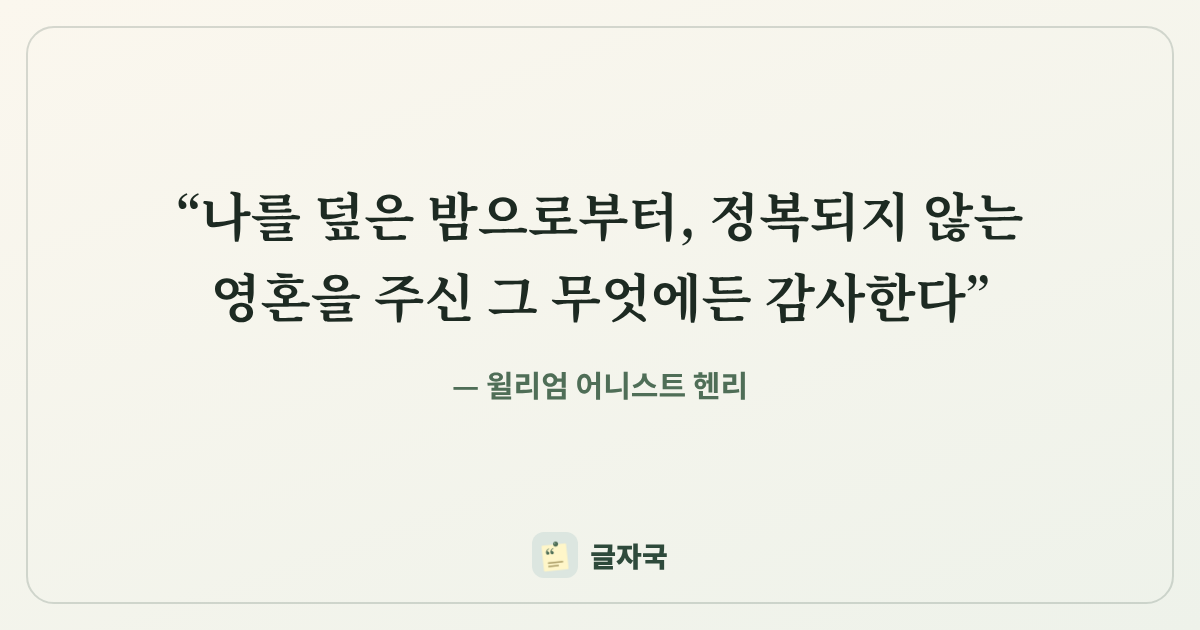 “나를 덮은 밤으로부터, 정복되지 않는
영혼을 주신 그 무엇에든 감사한다”
— 윌리엄 어니스트 헨리
글자국